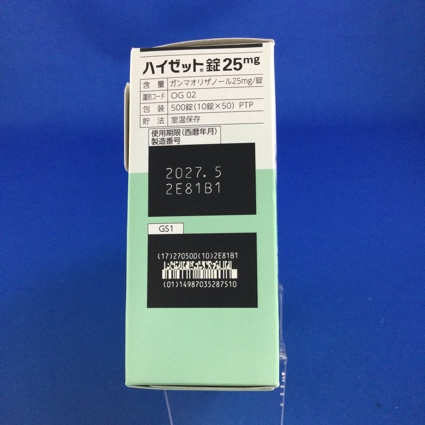 ハイゼット®錠25mg
含量 ガンマオリザノール25mg/錠
識別コード OG 02
包装 500錠(10錠×50) PTP
貯法 室温保存
使用期限(西暦年月)
製造番号
2027.5
2E81B1
GS1
(17)270500(10)2E81B1
(01)14987035287510